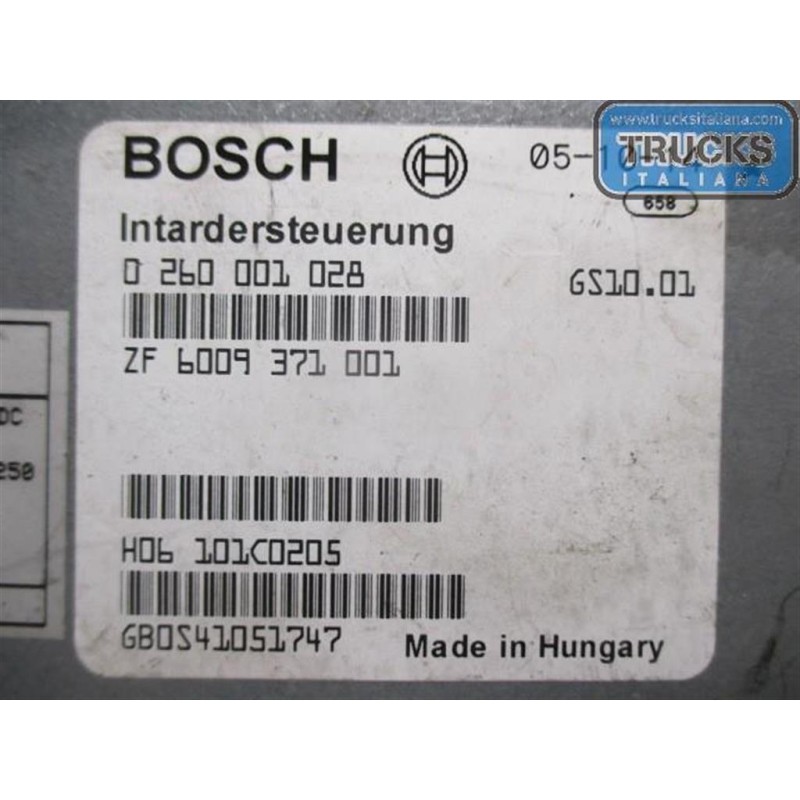 www.trucksitaliana.com
TRUCKS
ITALIANA
BOSCH
05-10-
658
Intardersteuerung
0 260 001 028
GS10.01
ZF 6009 371 001
DC
250
H06 101C0205
GB0S41051747
Made in Hungary